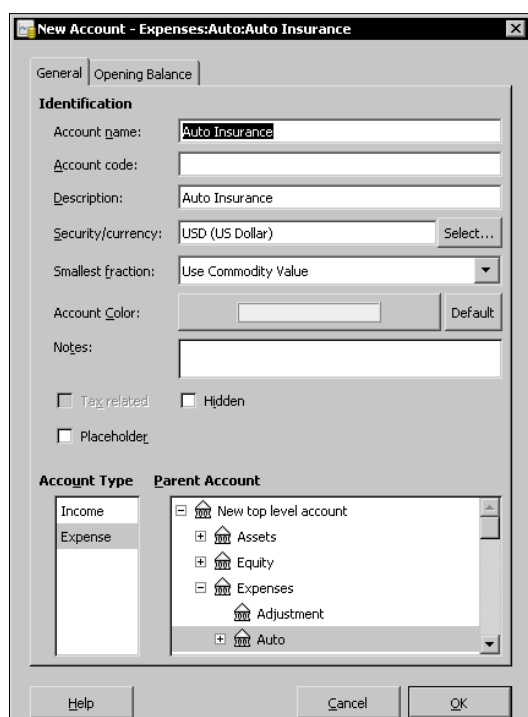 New Account - Expenses:Auto:Auto Insurance
General Opening Balance
Identification
Account name: Auto Insurance
Account code:
Description: Auto Insurance
Security/currency: USD (US Dollar) Select...
Smallest fraction: Use Commodity Value
Account Color: Default
Notes:
Tax related Hidden
Placeholder
Account Type Parent Account
Income New top level account
Expense Assets
Equity
Expenses
Adjustment
Auto
Help Cancel OK